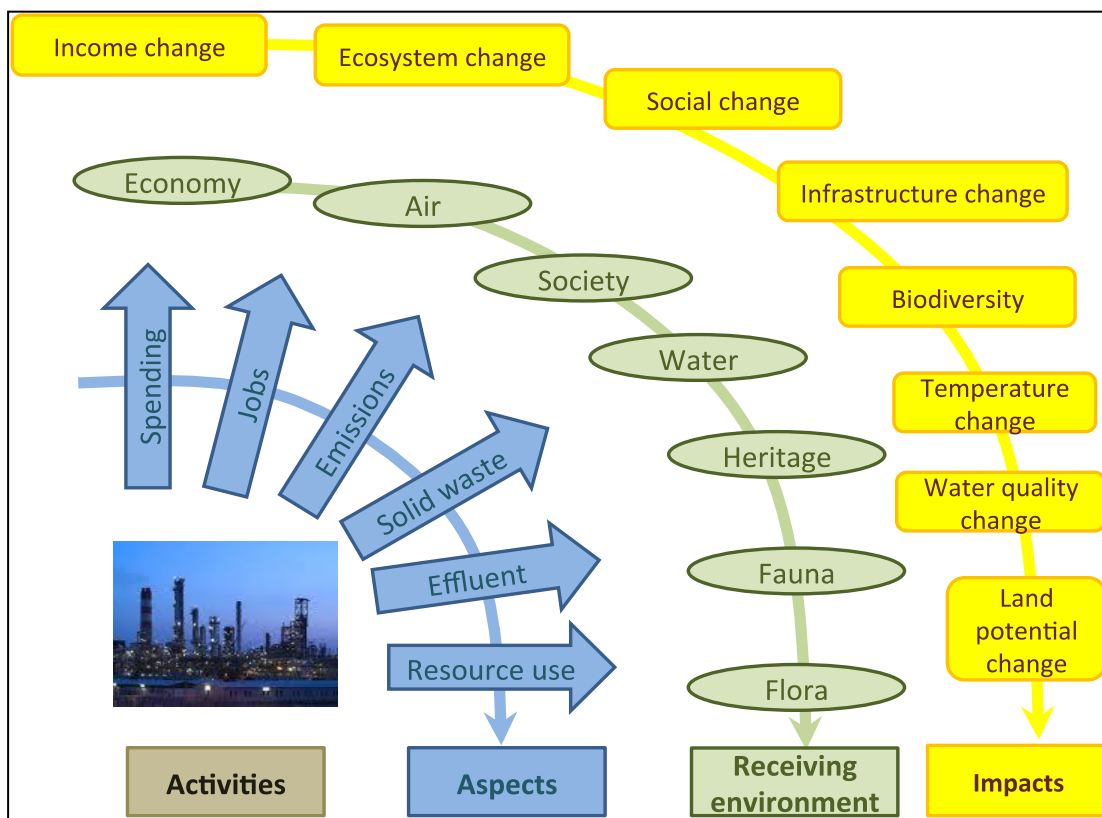 Income change
Ecosystem change
Social change
Infrastructure change
Biodiversity
Temperature
change
Water quality
change
Land
potential
change
Economy
Air
Society
Water
Heritage
Fauna
Flora
Spending
Jobs
Emissions
Solid waste
Effluent
Resource use
Activities
Aspects
Receiving
environment
Impacts